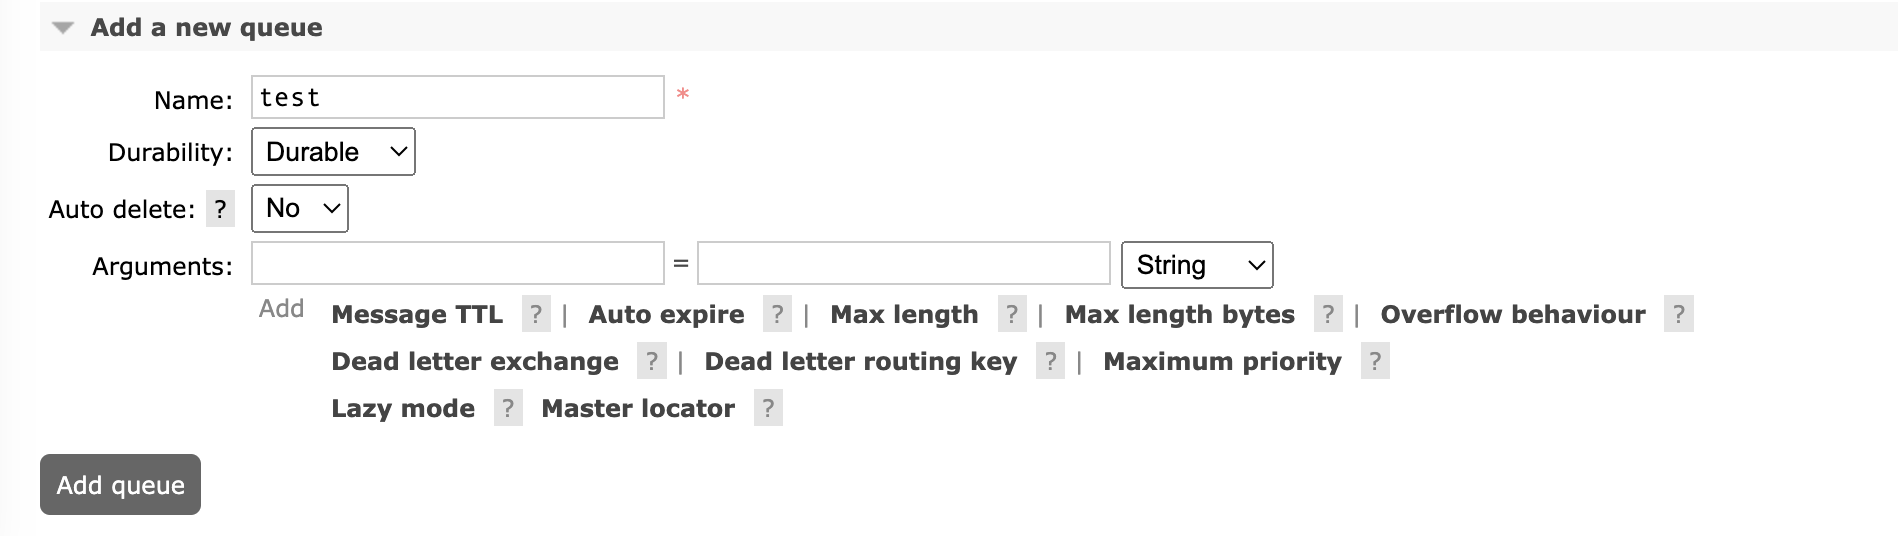 Add a new queue
Name: test *
Durability: Durable
Auto delete: ? No
Arguments: = String
Add Message TTL ? | Auto expire ? | Max length ? | Max length bytes ? | Overflow behaviour ?
Dead letter exchange ? | Dead letter routing key ? | Maximum priority ?
Lazy mode ? Master locator ?
Add queue